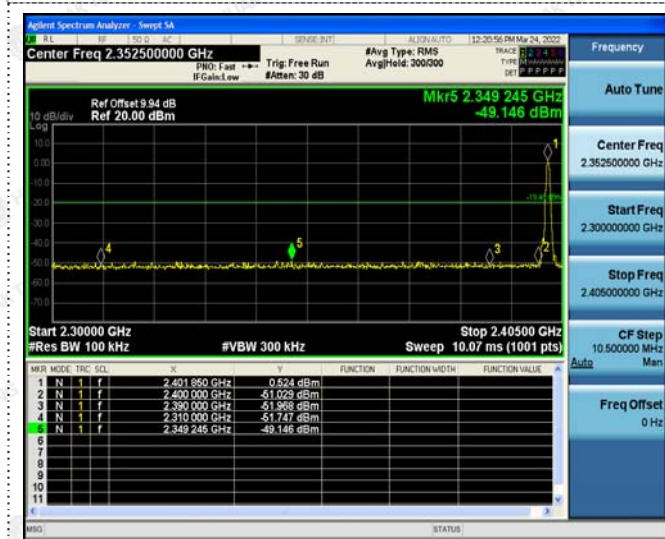 Agilent Spectrum Analyzer - Swept SA
RL RF 50 Ω AC SENSE:INT ALIGN AUTO 12:20:56 PM Mar 24, 2022
Center Freq 2.352500000 GHz
PNO: Fast
IFGain:Low
Trig: Free Run
#Atten: 30 dB
#Avg Type: RMS
Avg|Hold: 300/300
TRACE 1 2 3 4 5 6
TYPE M WWWWW
DET P P P P P P
Mkr5 2.349 245 GHz
-49.146 dBm
Ref Offset 9.94 dB
10 dB/div Ref 20.00 dBm
Log
10.0
0.00
-10.0
-20.0
-30.0
-40.0
-50.0
-60.0
-70.0
1
4
5
3
2
Start 2.30000 GHz Stop 2.40500 GHz
#Res BW 100 kHz #VBW 300 kHz Sweep 10.07 ms (1001 pts)
MKR MODE TRC SCL X Y FUNCTION FUNCTION WIDTH FUNCTION VALUE
1 N 1 f 2.401 850 GHz 0.524 dBm
2 N 1 f 2.400 000 GHz -51.029 dBm
3 N 1 f 2.390 000 GHz -51.968 dBm
4 N 1 f 2.310 000 GHz -51.747 dBm
5 N 1 f 2.349 245 GHz -49.146 dBm
6
7
8
9
10
11
MSG STATUS
Frequency
Auto Tune
Center Freq
2.352500000 GHz
Start Freq
2.300000000 GHz
Stop Freq
2.405000000 GHz
CF Step
10.500000 MHz
Auto Man
Freq Offset
0 Hz